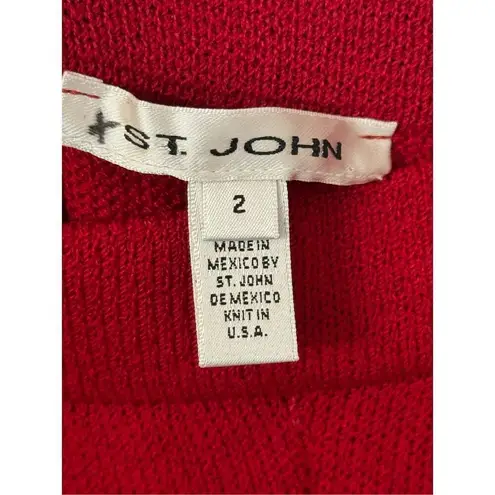 +ST. JOHN
2
MADE IN
MEXICO BY
ST. JOHN
DE MEXICO
KNIT IN
U.S.A.